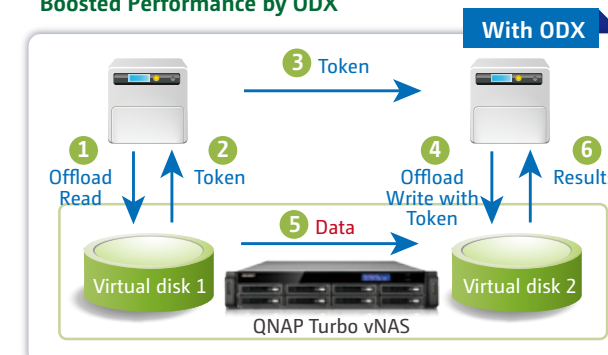 Boosted Performance by ODX
With ODX
3 Token
1
Offload
Read
2
Token
4
Offload
Write with
Token
6
Result
5 Data
Virtual disk 1
Virtual disk 2
QNAP Turbo vNAS